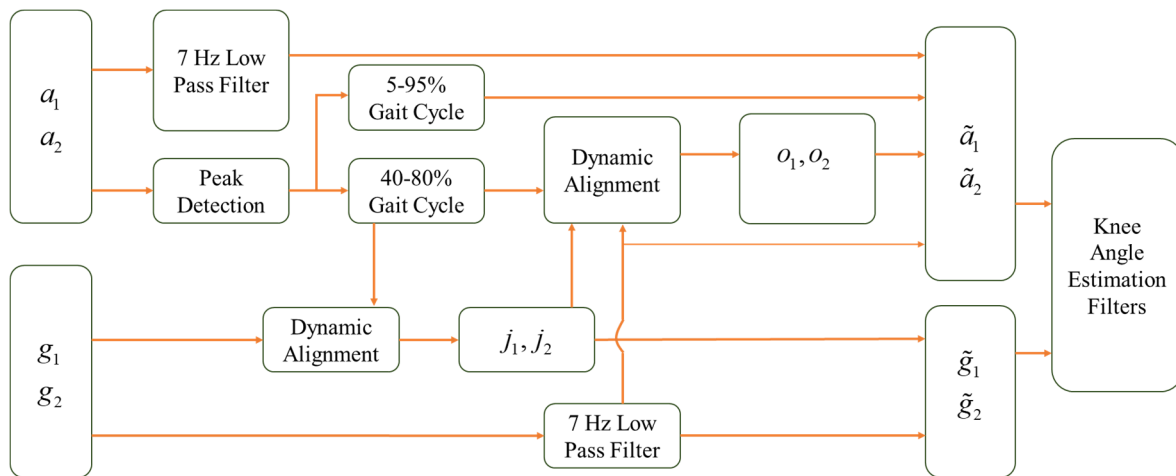 a₁
a₂
7 Hz Low
Pass Filter
Peak
Detection
5-95%
Gait Cycle
40-80%
Gait Cycle
Dynamic
Alignment
o₁, o₂
ã₁
ã₂
Knee
Angle
Estimation
Filters
g₁
g₂
Dynamic
Alignment
j₁, j₂
7 Hz Low
Pass Filter
g̃₁
g̃₂